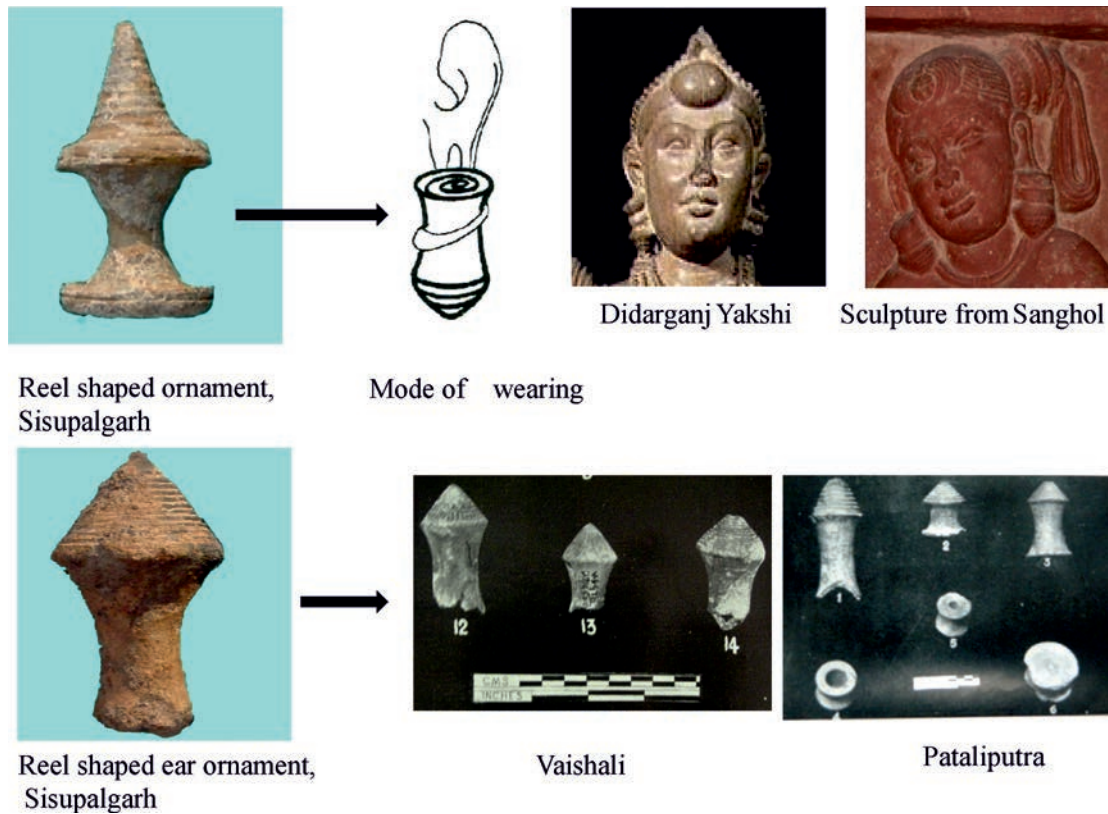 Didarganj Yakshi
Sculpture from Sanghol
Reel shaped ornament,
Sisupalgarh
Mode of wearing
12
13
14
CMS
INCHES
1
2
3
5
6
Reel shaped ear ornament,
Sisupalgarh
Vaishali
Pataliputra